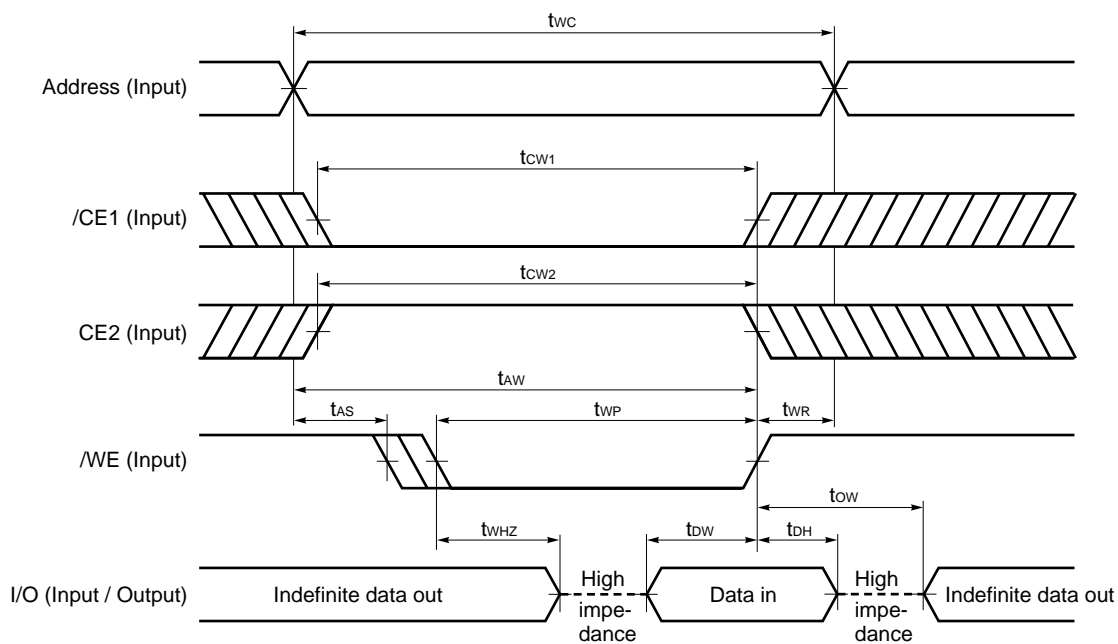 tWC
Address (Input)
tCW1
/CE1 (Input)
tCW2
CE2 (Input)
tAW
tAS
tWP
tWR
/WE (Input)
tOW
tWHZ
tDW
tDH
I/O (Input / Output)
Indefinite data out
High
impe-
dance
Data in
High
impe-
dance
Indefinite data out